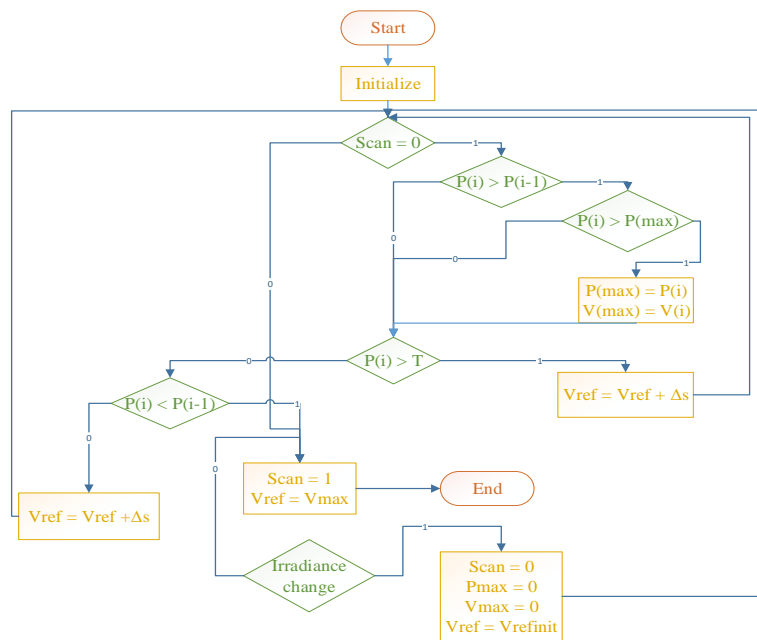 Start
Initialize
Scan = 0
1
P(i) > P(i-1)
1
P(i) > P(max)
0
0
1
0
P(max) = P(i)
V(max) = V(i)
P(i) > T
0
1
P(i) < P(i-1)
Vref = Vref + Δs
1
0
0
Scan = 1
Vref = Vmax
End
Vref = Vref +Δs
1
Irradiance
change
Scan = 0
Pmax = 0
Vmax = 0
Vref = Vrefinit